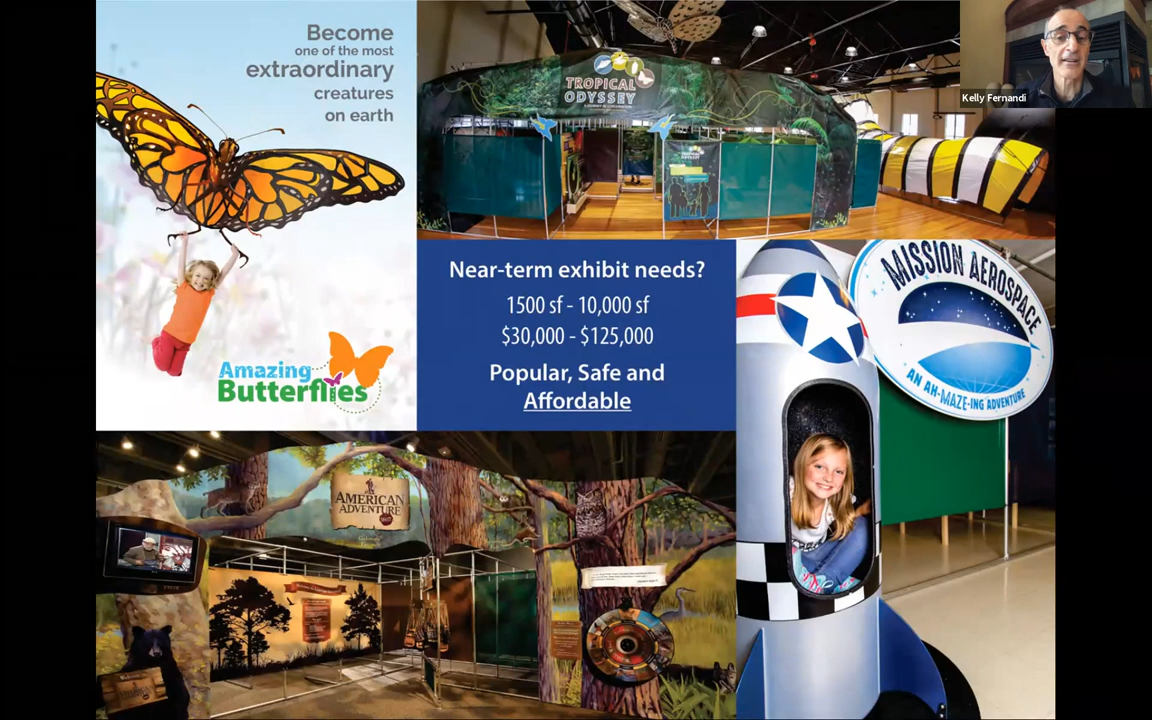 Become
one of the most
extraordinary
creatures
on earth
Amazing
Butterflies
TROPICAL
ODYSSEY
Kelly Fernandi
Near-term exhibit needs?
1500 sf - 10,000 sf
$30,000 - $125,000
Popular, Safe and
Affordable
MISSION AEROSPACE
AN AH-MAZE-ING ADVENTURE
AMERICAN
ADVENTURE